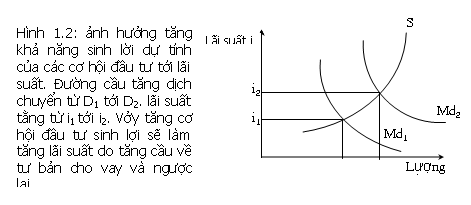 Hình 1.2: ảnh hưởng tăng
khả năng sinh lời dự tính
của các cơ hội đầu tư tới lãi
suất. Đường cầu tăng dịch
chuyển từ D1 tới D2. lãi suất
tăng từ i1 tới i2. Vởy tăng cơ
hội đầu tư sinh lợi sẽ làm
tăng lãi suất do tăng cầu về
tư bản cho vay và ngược
lại
Lãi suất i
S
i2
i1
Md2
Md1
Lượng